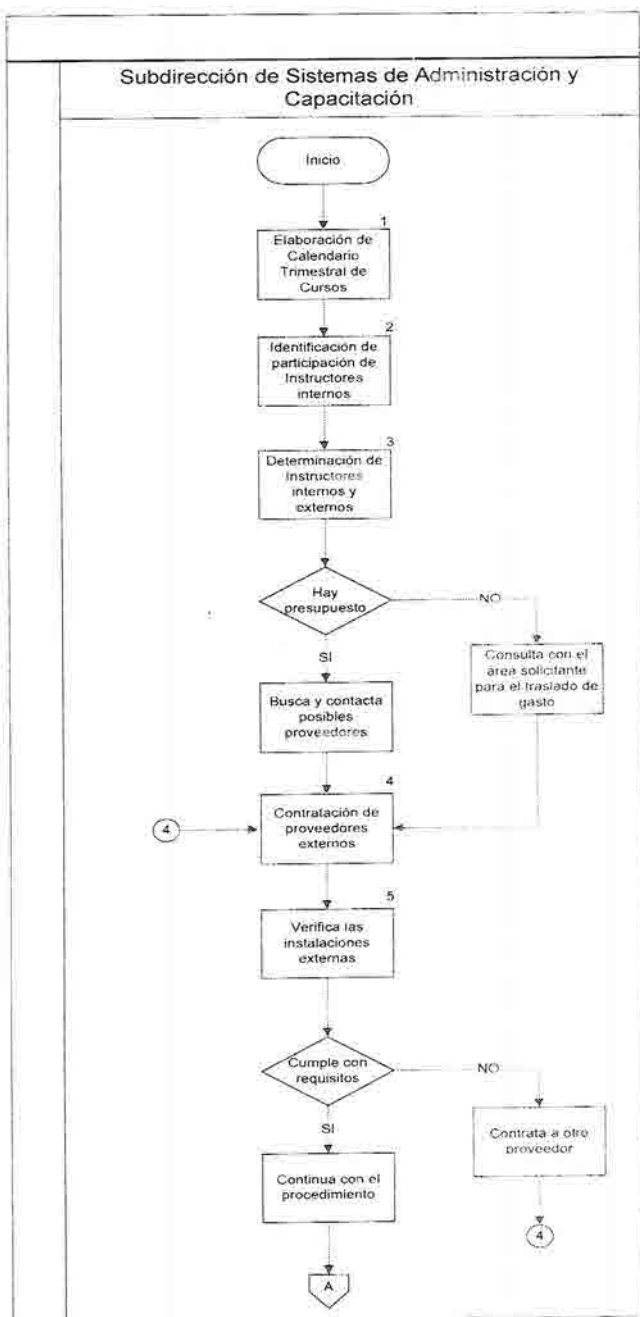 Subdirección de Sistemas de Administración y
Capacitación
Inicio
1
Elaboración de
Calendario
Trimestral de
Cursos
2
Identificación de
participación de
Instructores
internos
3
Determinación de
Instructores
internos y
externos
Hay
presupuesto
NO
SI
Consulta con el
área solicitante
para el traslado de
gasto
Busca y contacta
posibles
proveedores
4
Contratación de
proveedores
externos
4
5
Verifica las
instalaciones
externas
Cumple con
requisitos
NO
SI
Contrata a otro
proveedor
Continua con el
procedimiento
4
A